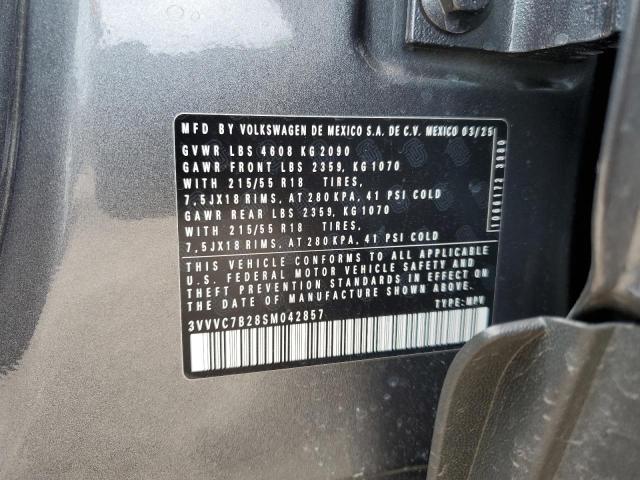 MFD BY VOLKSWAGEN DE MEXICO S.A. DE C.V. MEXICO 03/25
GVWR LBS 4608 KG 2090
GAWR FRONT LBS 2359, KG 1070
WITH 215/55 R18 TIRES,
7,5JX18 RIMS, AT 280 KPA, 41 PSI COLD
GAWR REAR LBS 2359, KG 1070
WITH 215/55 R18 TIRES,
7,5JX18 RIMS, AT 280 KPA, 41 PSI COLD
THIS VEHICLE CONFORMS TO ALL APPLICABLE
U.S. FEDERAL MOTOR VEHICLE SAFETY AND
THEFT PREVENTION STANDARDS IN EFFECT ON
THE DATE OF MANUFACTURE SHOWN ABOVE.
3VVVC7B28SM042857 TYPE: MPV